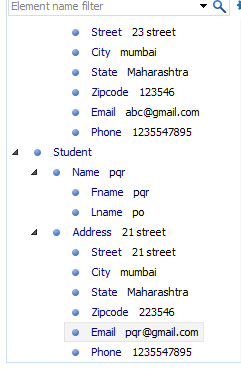 Element name filter
Street 23 street
City mumbai
State Maharashtra
Zipcode 123546
Email abc@gmail.com
Phone 1235547895
Student
Name pqr
Fname pqr
Lname po
Address 21 street
Street 21 street
City mumbai
State Maharashtra
Zipcode 223546
Email pqr@gmail.com
Phone 1235547895